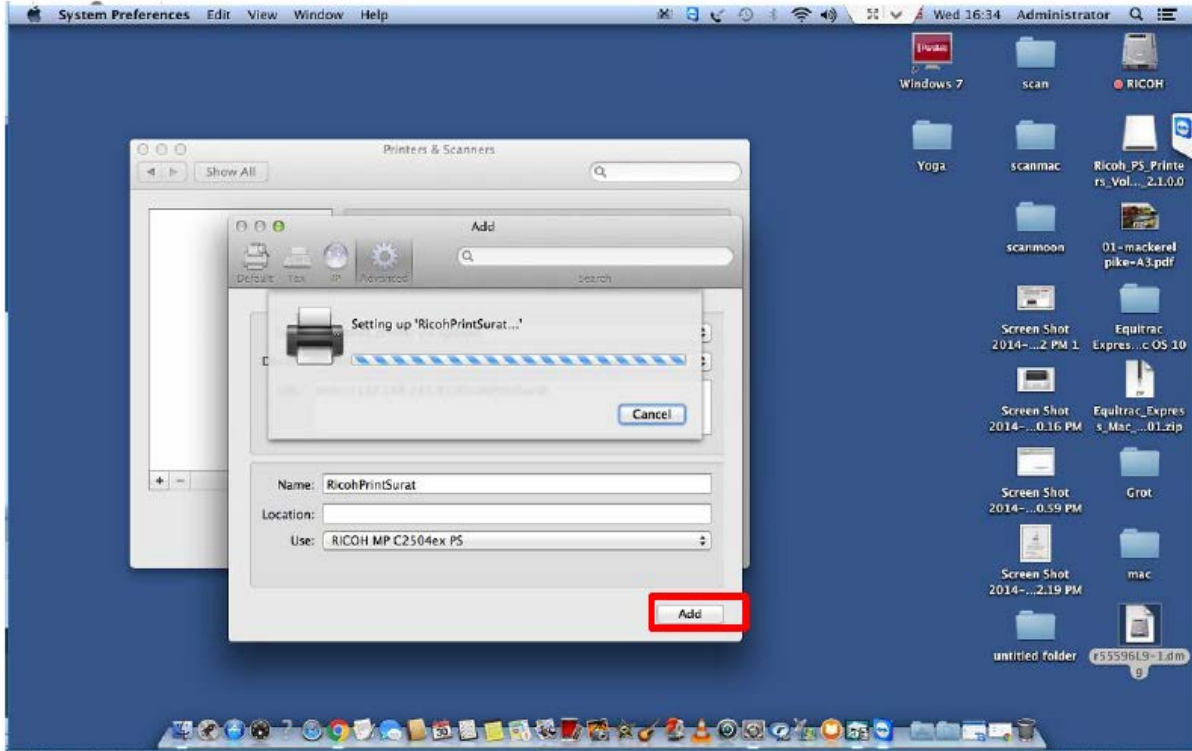 System Preferences Edit View Window Help
Wed 16:34 Administrator
Windows 7
scan
RICOH
Printers & Scanners
Show All
Yoga
scanmac
Ricoh_PS_Printe
rs_Vol..._2.1.0.0
Add
Default Fax IP Advanced
Search
scanmoon
01-mackerel
pike-A3.pdf
Setting up 'RicohPrintSurat...'
Cancel
Screen Shot
2014-...2 PM 1
Equitrac
Expres...c OS 10
Screen Shot
2014-...0.16 PM
Equitrac_Expres
s_Mac_...01.zip
+ -
Name: RicohPrintSurat
Location:
Use: RICOH MP C2504ex PS
Screen Shot
2014-...0.59 PM
Grot
Screen Shot
2014-...2.19 PM
mac
Add
untitled folder
r55596L9-1.dm
g